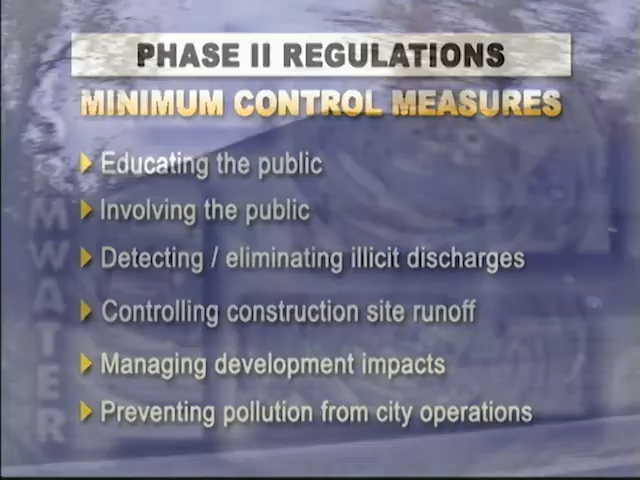 PHASE II REGULATIONS
MINIMUM CONTROL MEASURES
Educating the public
Involving the public
Detecting / eliminating illicit discharges
Controlling construction site runoff
Managing development impacts
Preventing pollution from city operations
MWATER